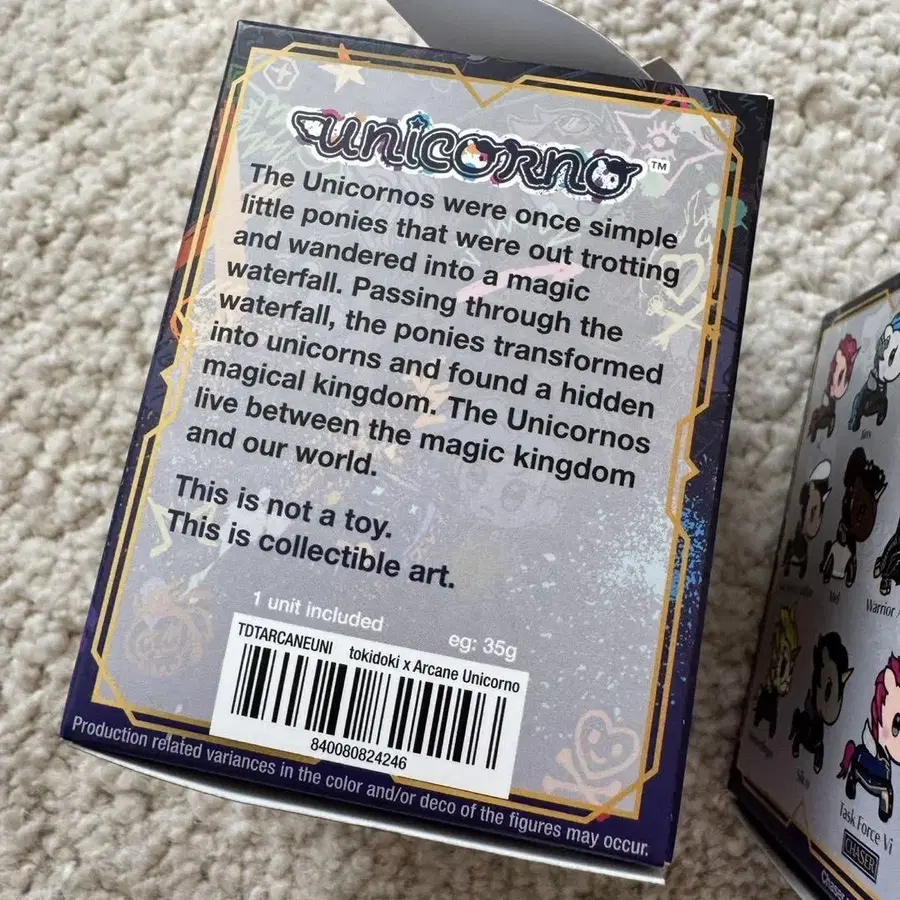 unicorno™
The Unicornos were once simple
little ponies that were out trotting
and wandered into a magic
waterfall. Passing through the
waterfall, the ponies transformed
into unicorns and found a hidden
magical kingdom. The Unicornos
live between the magic kingdom
and our world.
This is not a toy.
This is collectible art.
1 unit included
eg: 35g
TDTARCANEUNI tokidoki x Arcane Unicorno
840080824246
Production related variances in the color and/or deco of the figures may occur.
Jinx
Mel
Warrior
Silco
Task Force Vi
CHASER